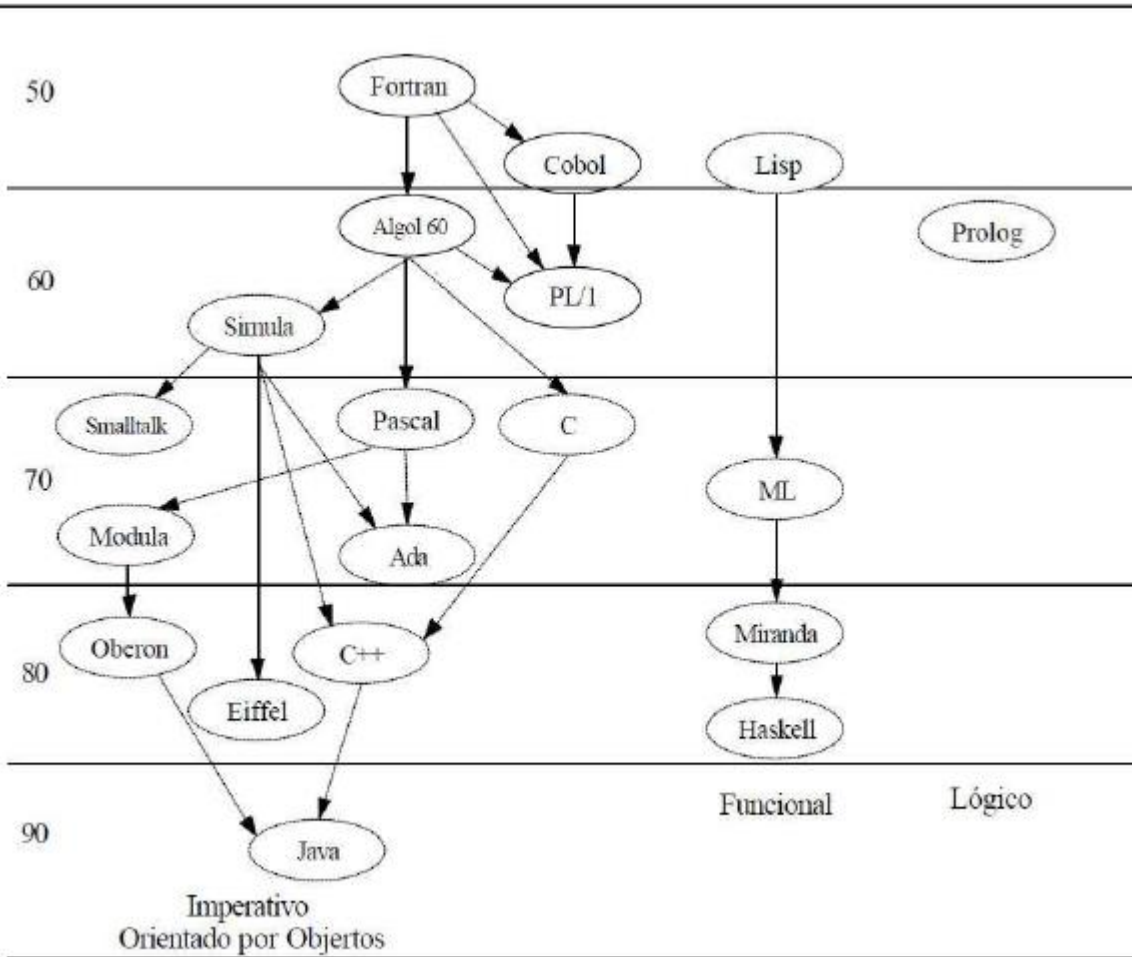 50
Fortran
Cobol
Lisp
Algol 60
Prolog
60
PL/1
Simula
Smalltalk
Pascal
C
70
ML
Modula
Ada
Oberon
C++
Miranda
80
Eiffel
Haskell
Funcional
Lógico
90
Java
Imperativo
Orientado por Objertos